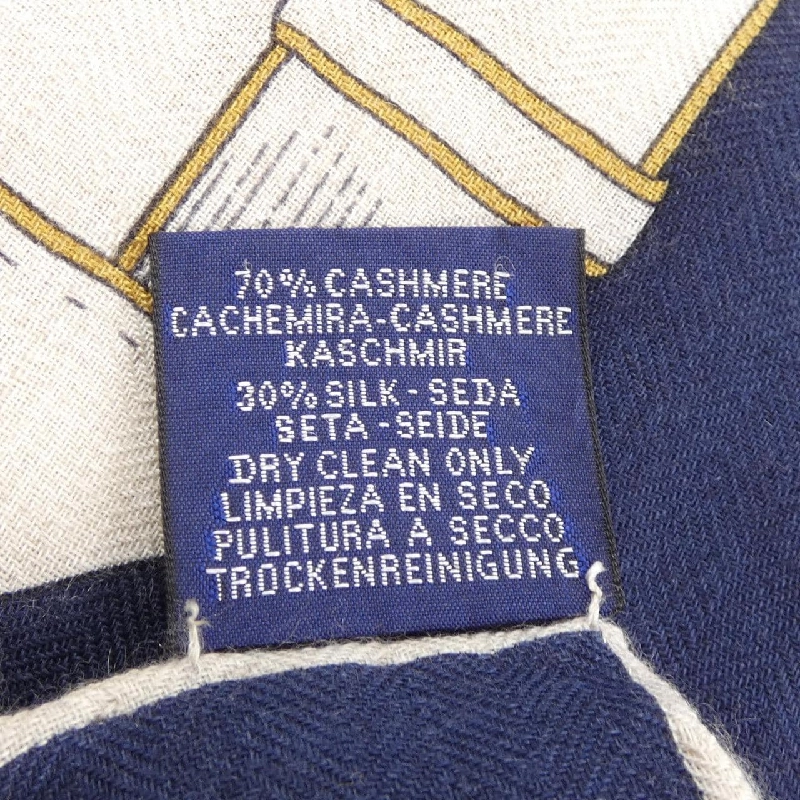 70% CASHMERE
CACHEMIRA-CASHMERE
KASCHMIR
30% SILK - SEDA
SETA - SEIDE
DRY CLEAN ONLY
LIMPIEZA EN SECO
PULITURA A SECCO
TROCKENREINIGUNG